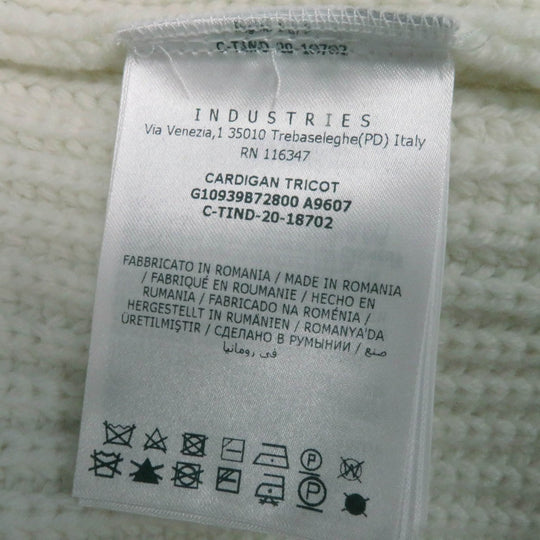 C-TIND-20-18702
INDUSTRIES
Via Venezia,1 35010 Trebaseleghe(PD) Italy
RN 116347
CARDIGAN TRICOT
G10939B72800 A9607
C-TIND-20-18702
FABBRICATO IN ROMANIA / MADE IN ROMANIA
/ FABRIQUÉ EN ROUMANIE / HECHO EN
RUMANIA / FABRICADO NA ROMÉNIA /
HERGESTELLT IN RUMÄNIEN / ROMANYA'DA
ÜRETILMIŞTIR / СДЕЛАНО В РУМЫНИИ / صنع
في رومانيا
P W
P